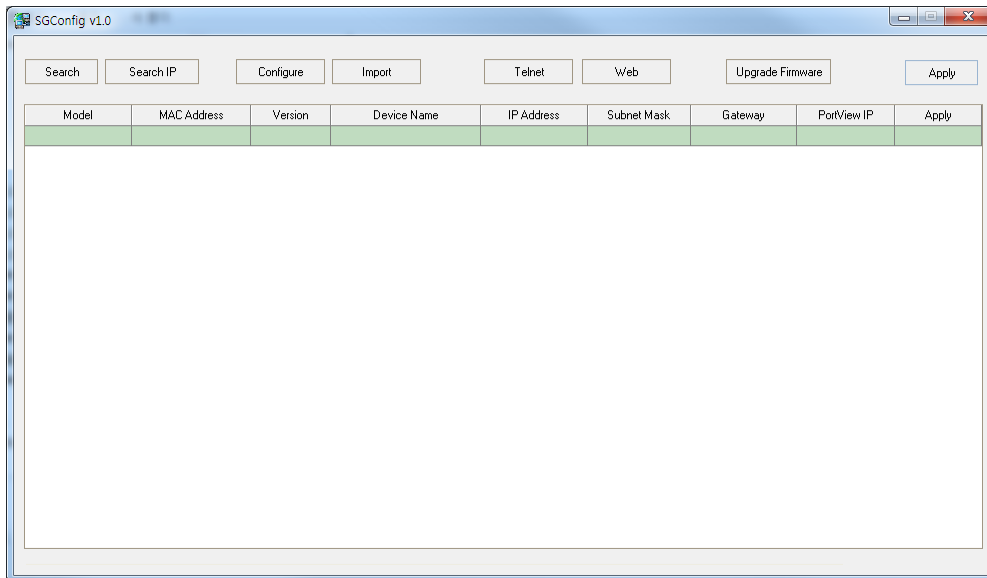 SGConfig v1.0
Search Search IP Configure Import Telnet Web Upgrade Firmware Apply
Model MAC Address Version Device Name IP Address Subnet Mask Gateway PortView IP Apply